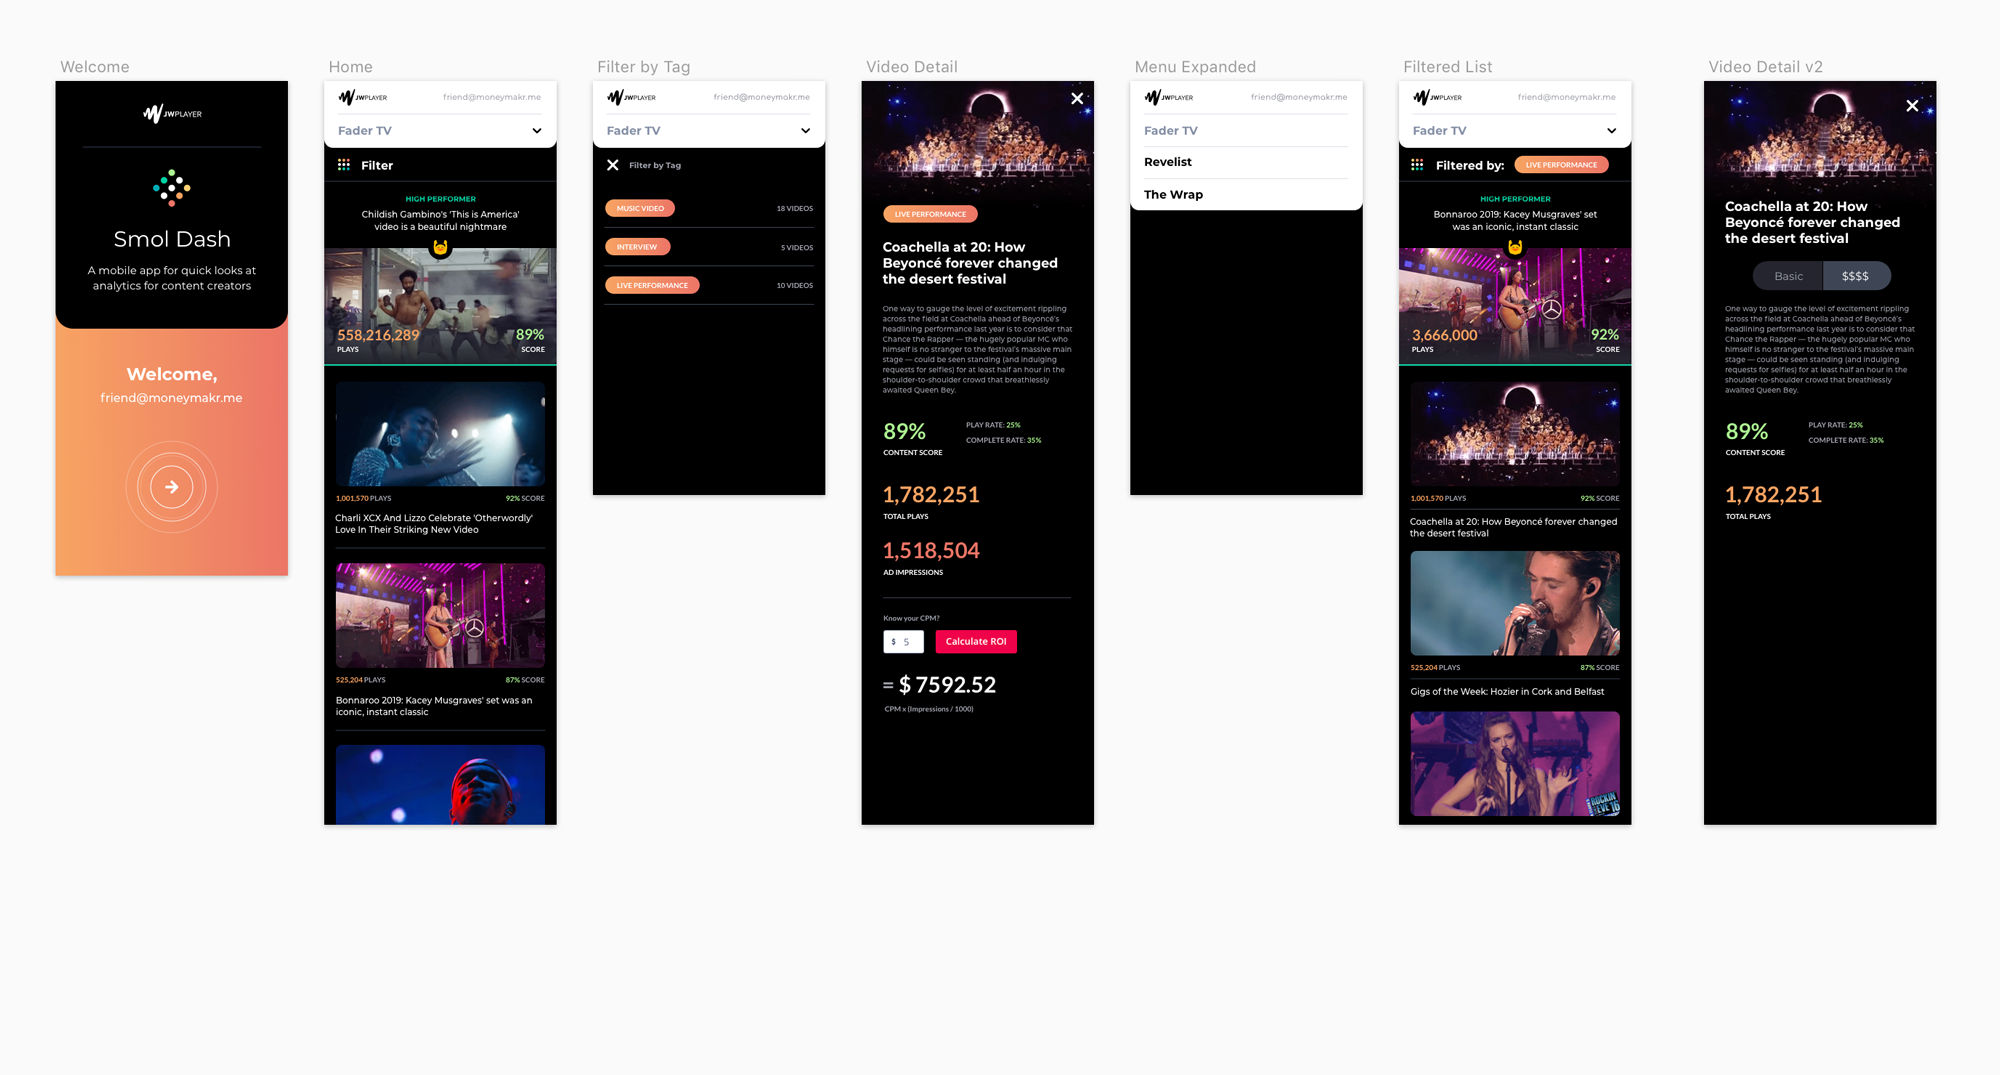 Welcome
JWPLAYER
Smol Dash
A mobile app for quick looks at
analytics for content creators
Welcome,
friend@moneymakr.me
Home
JWPLAYER
friend@moneymakr.me
Fader TV
Filter
HIGH PERFORMER
Childish Gambino's 'This is America'
video is a beautiful nightmare
558,216,289
89%
PLAYS
SCORE
1,001,570 PLAYS
92% SCORE
Charli XCX And Lizzo Celebrate 'Otherwordly'
Love In Their Striking New Video
525,204 PLAYS
87% SCORE
Bonnaroo 2019: Kacey Musgraves' set was an
iconic, instant classic
Filter by Tag
JWPLAYER
friend@moneymakr.me
Fader TV
Filter by Tag
MUSIC VIDEO
18 VIDEOS
INTERVIEW
5 VIDEOS
LIVE PERFORMANCE
10 VIDEOS
Video Detail
LIVE PERFORMANCE
Coachella at 20: How
Beyoncé forever changed
the desert festival
One way to gauge the level of excitement rippling
across the field at Coachella ahead of Beyoncé's
headlining performance last year is to consider that
Chance the Rapper — the hugely popular MC who
himself is no stranger to the festival's massive main
stage — could be seen standing (and indulging
requests for selfies) for at least half an hour in the
shoulder-to-shoulder crowd that breathlessly
awaited Queen Bey.
89%
CONTENT SCORE
PLAY RATE: 25%
COMPLETE RATE: 35%
1,782,251
TOTAL PLAYS
1,518,504
AD IMPRESSIONS
Know your CPM?
$ 5
Calculate ROI
= $ 7592.52
CPM x (Impressions / 1000)
Menu Expanded
JWPLAYER
friend@moneymakr.me
Fader TV
Revelist
The Wrap
Filtered List
JWPLAYER
friend@moneymakr.me
Fader TV
Filtered by:
LIVE PERFORMANCE
HIGH PERFORMER
Bonnaroo 2019: Kacey Musgraves' set
was an iconic, instant classic
3,666,000
92%
PLAYS
SCORE
1,001,570 PLAYS
92% SCORE
Coachella at 20: How Beyoncé forever changed
the desert festival
525,204 PLAYS
87% SCORE
Gigs of the Week: Hozier in Cork and Belfast
ROCKIN
EVE 16
Video Detail v2
Coachella at 20: How
Beyoncé forever changed
the desert festival
Basic
$$$$
One way to gauge the level of excitement rippling
across the field at Coachella ahead of Beyoncé's
headlining performance last year is to consider that
Chance the Rapper — the hugely popular MC who
himself is no stranger to the festival's massive main
stage — could be seen standing (and indulging
requests for selfies) for at least half an hour in the
shoulder-to-shoulder crowd that breathlessly
awaited Queen Bey.
89%
CONTENT SCORE
PLAY RATE: 25%
COMPLETE RATE: 35%
1,782,251
TOTAL PLAYS